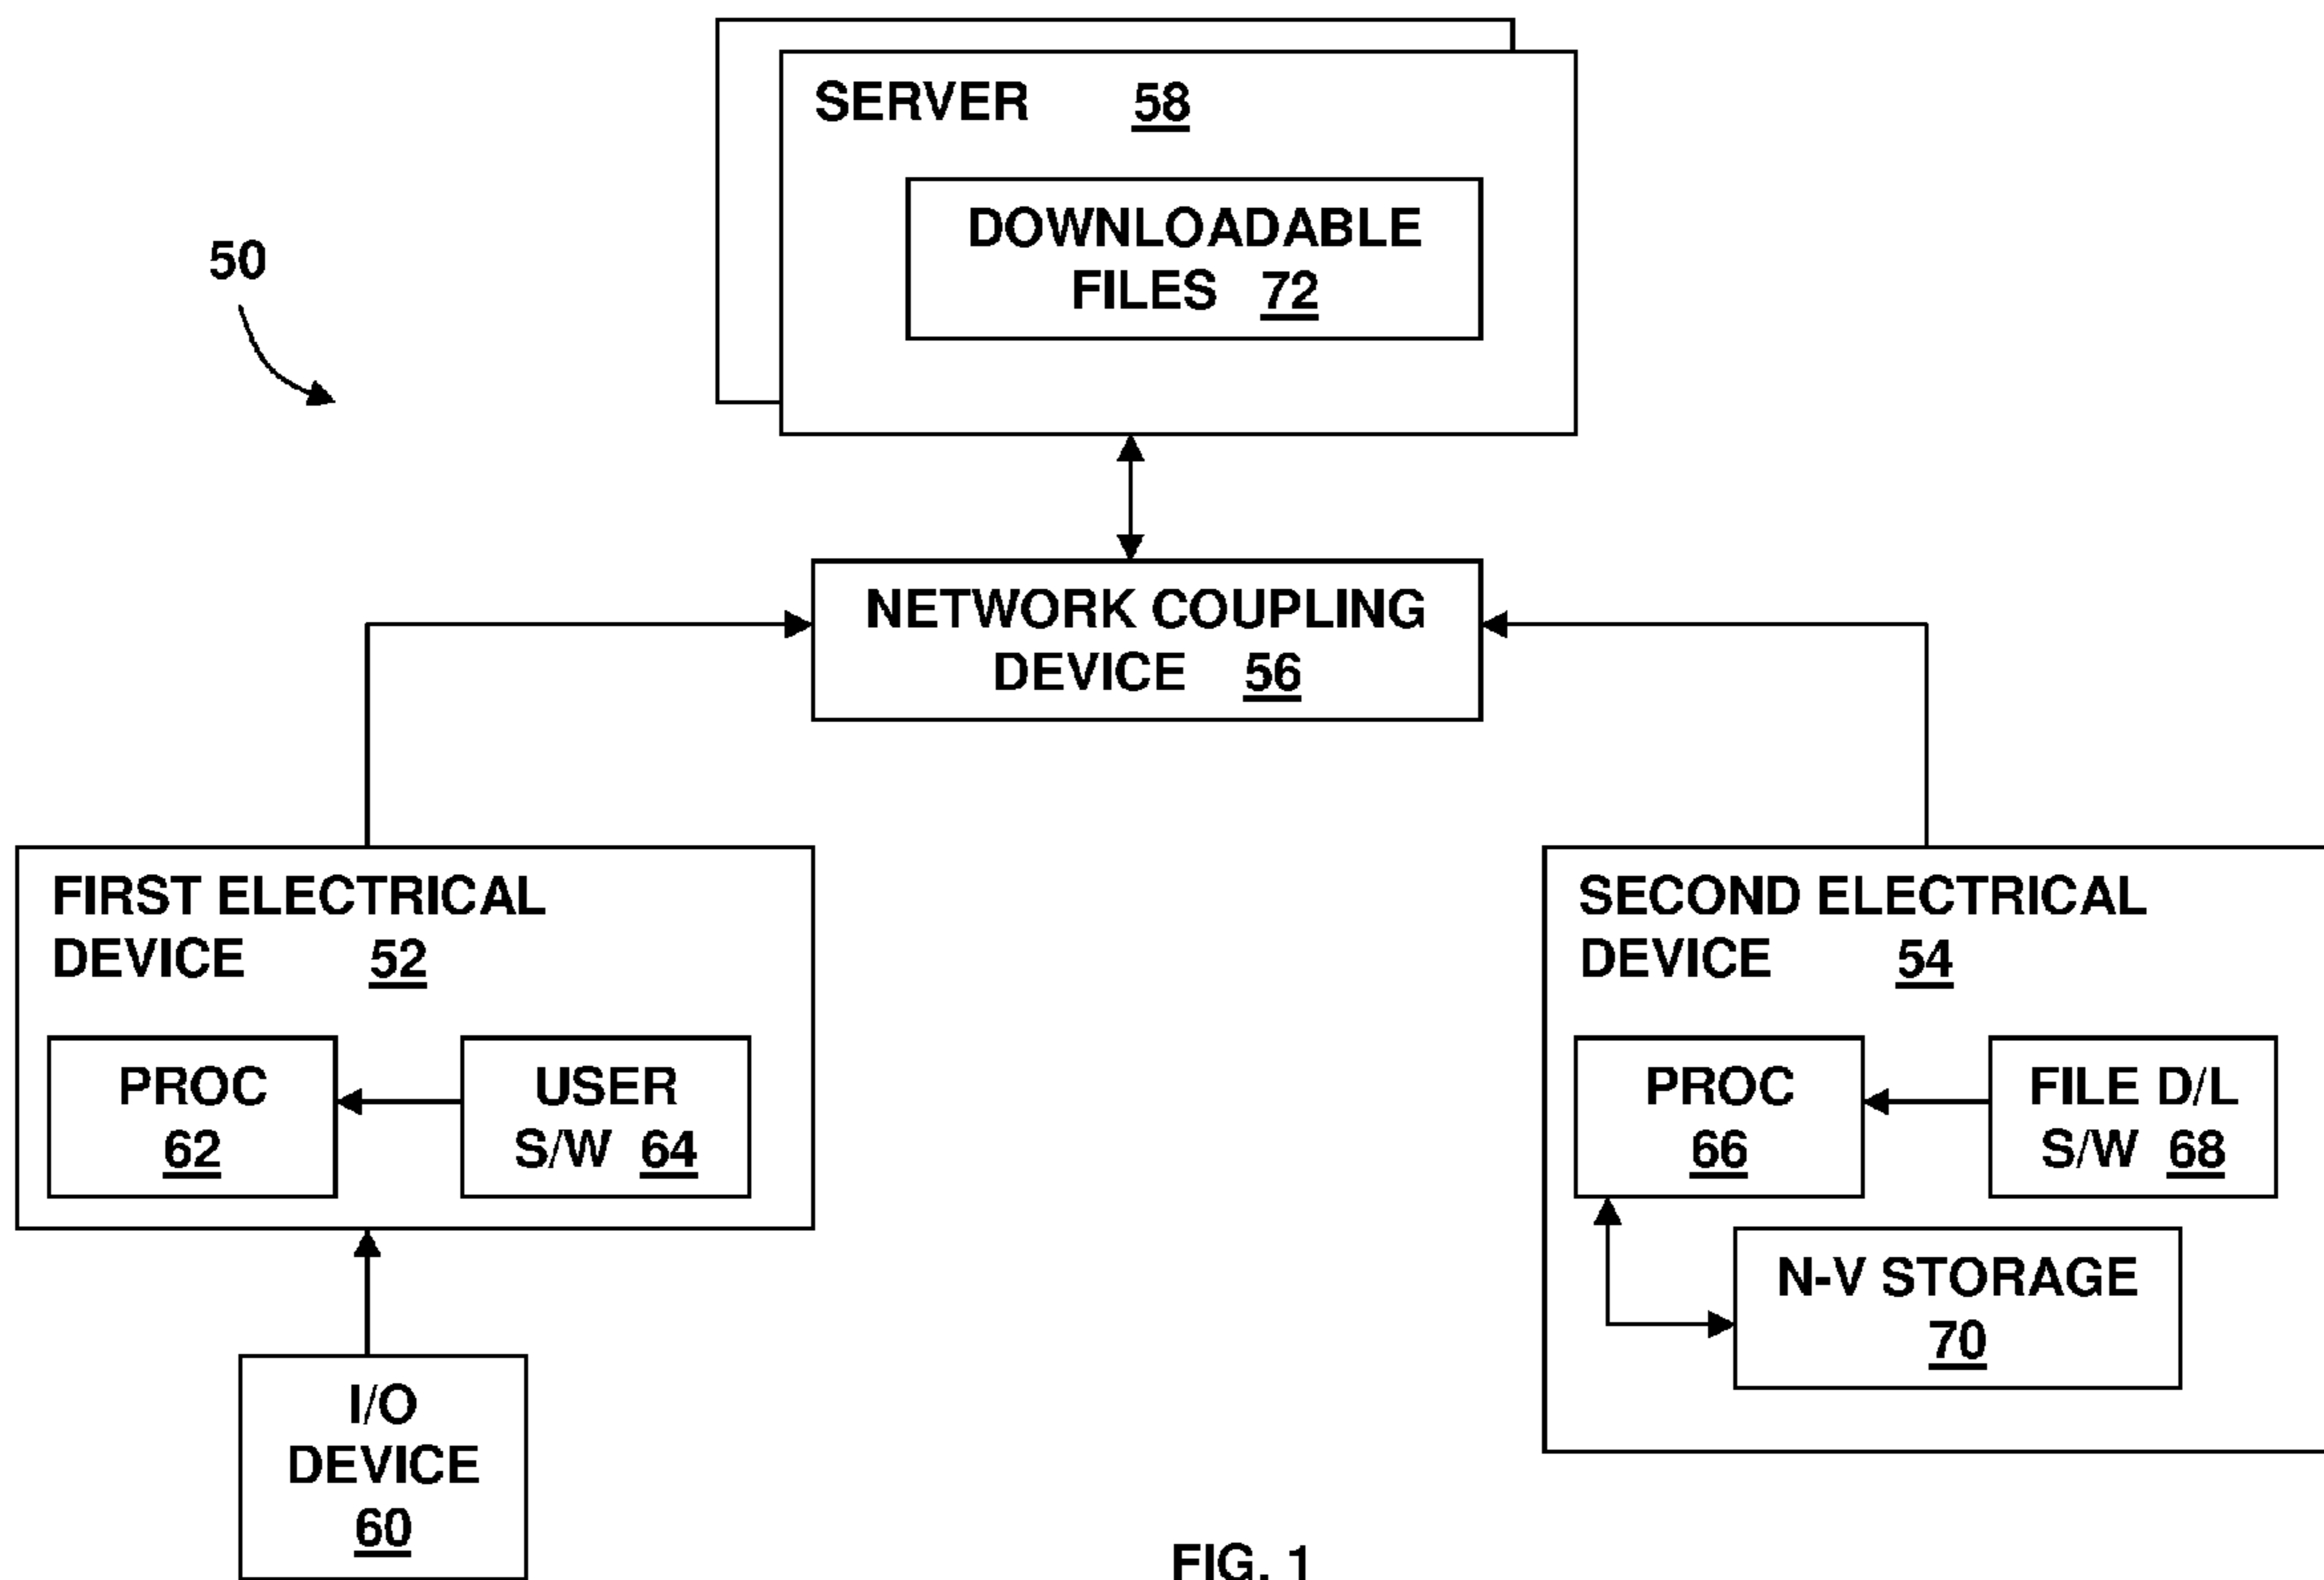 SERVER 58
DOWNLOADABLE
FILES 72
50
NETWORK COUPLING
DEVICE 56
FIRST ELECTRICAL
DEVICE 52
PROC
62
USER
S/W 64
SECOND ELECTRICAL
DEVICE 54
PROC
66
FILE D/L
S/W 68
N-V STORAGE
70
I/O
DEVICE
60
FIG. 1